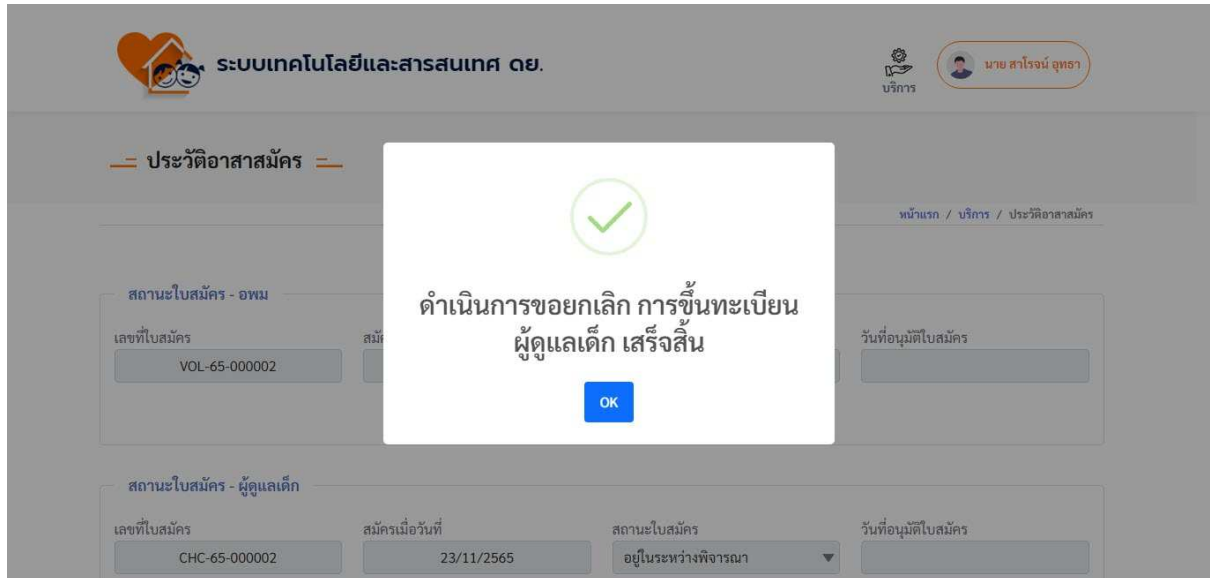 ระบบเทคโนโลยีและสารสนเทศ ดย.
บริการ
นาย สาโรจน์ อุทธา
ประวัติอาสาสมัคร
หน้าแรก / บริการ / ประวัติอาสาสมัคร
ดำเนินการขอยกเลิก การขึ้นทะเบียน
ผู้ดูแลเด็ก เสร็จสิ้น
OK
สถานะใบสมัคร - อพม
เลขที่ใบสมัคร วันที่อนุมัติใบสมัคร
VOL-65-000002
สถานะใบสมัคร - ผู้ดูแลเด็ก
เลขที่ใบสมัคร สมัครเมื่อวันที่ สถานะใบสมัคร วันที่อนุมัติใบสมัคร
CHC-65-000002 23/11/2565 อยู่ในระหว่างพิจารณา